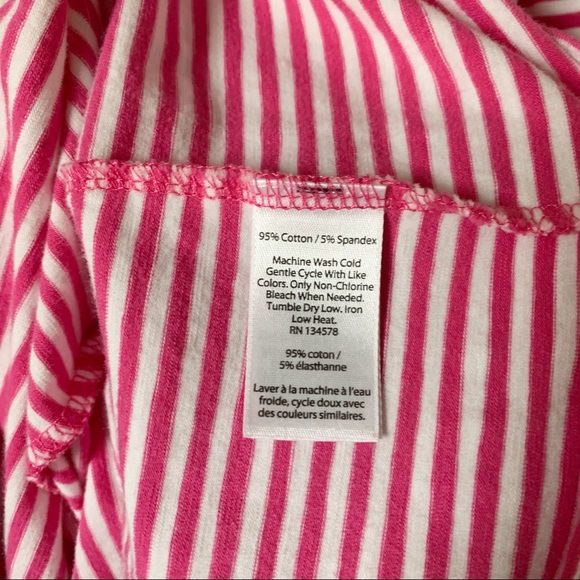 95% Cotton / 5% Spandex
Machine Wash Cold
Gentle Cycle With Like
Colors. Only Non-Chlorine
Bleach When Needed.
Tumble Dry Low. Iron
Low Heat.
RN 134578
95% coton /
5% élasthanne
Laver à la machine à l'eau
froide, cycle doux avec
des couleurs similaires.